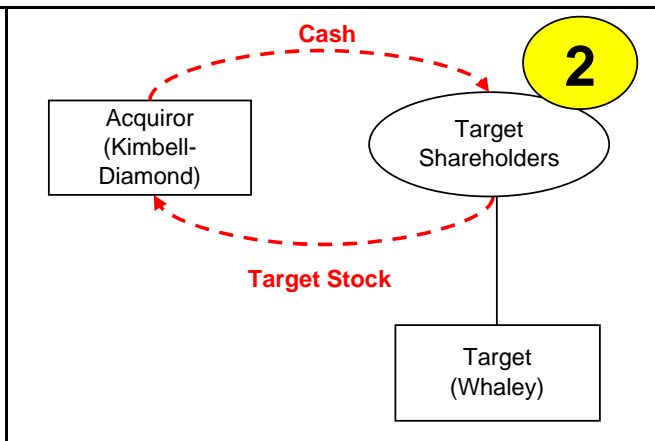 Cash
2
Acquiror
(Kimbell-
Diamond)
Target
Shareholders
Target Stock
Target
(Whaley)